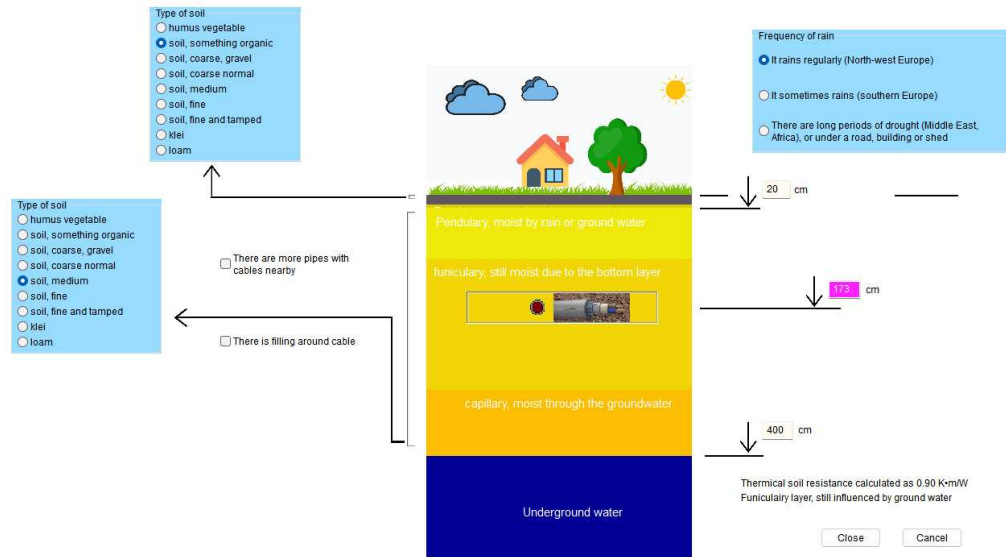 Type of soil
humus vegetable
soil, something organic
soil, coarse, gravel
soil, coarse normal
soil, medium
soil, fine
soil, fine and tamped
klei
loam
Frequency of rain
It rains regularly (North-west Europe)
It sometimes rains (southern Europe)
There are long periods of drought (Middle East,
Africa), or under a road, building or shed
20 cm
Type of soil
humus vegetable
soil, something organic
soil, coarse, gravel
soil, coarse normal
soil, medium
soil, fine
soil, fine and tamped
klei
loam
There are more pipes with
cables nearby
There is filling around cable
Pendulary, moist by rain or ground water
funiculary, still moist due to the bottom layer
173 cm
capillary, moist through the groundwater
400 cm
Underground water
Thermical soil resistance calculated as 0.90 K•m/W
Funiculairy layer, still influenced by ground water
Close
Cancel